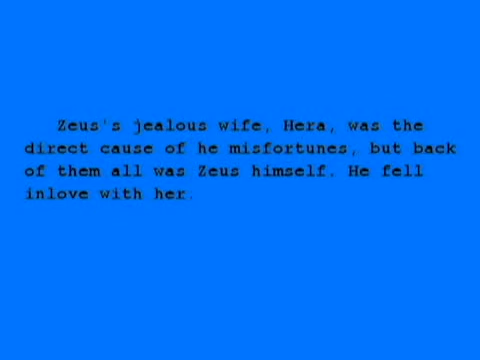 Zeus's jealous wife, Hera, was the
direct cause of he misfortunes, but back
of them all was Zeus himself. He fell
inlove with her.